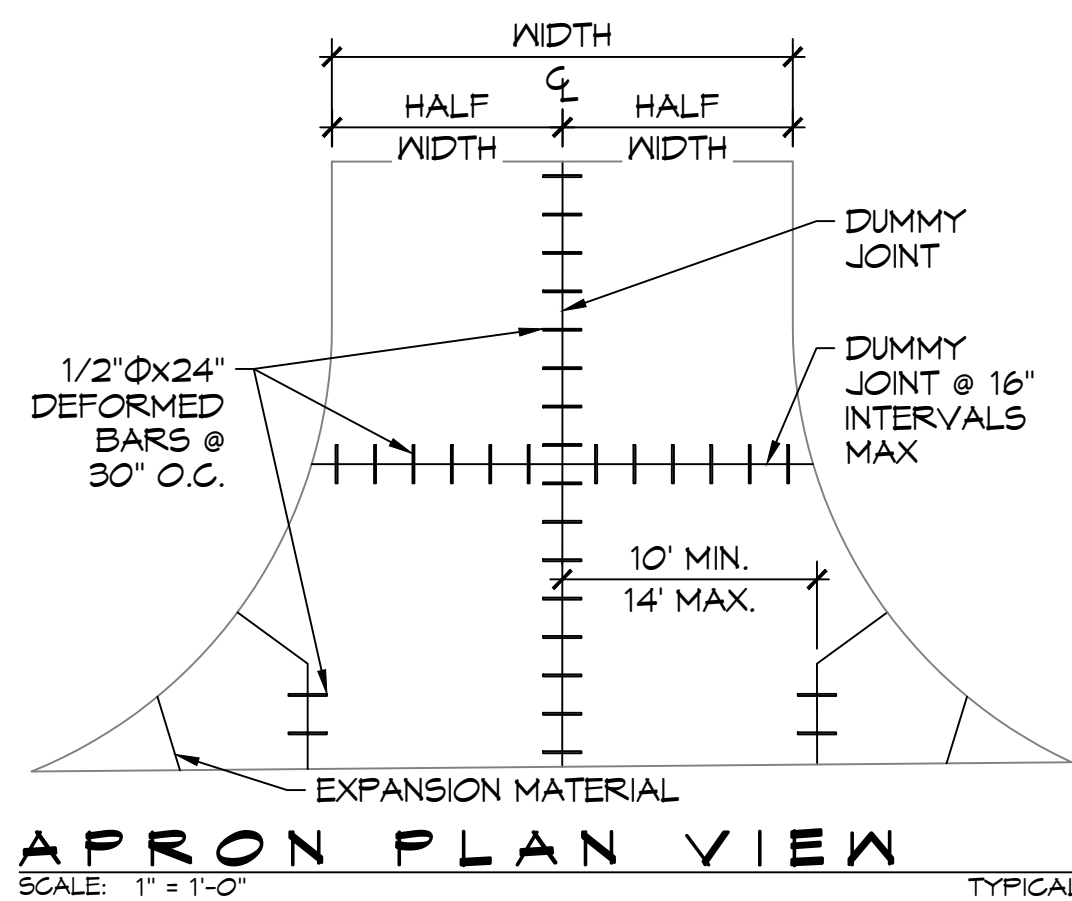 WIDTH
CL
HALF HALF
WIDTH WIDTH
DUMMY
JOINT
DUMMY
JOINT @ 16"
INTERVALS
MAX
1/2"Φx24"
DEFORMED
BARS @
30" O.C.
10' MIN.
14' MAX.
EXPANSION MATERIAL
APRON PLAN VIEW
SCALE: 1" = 1'-0"
TYPICAL